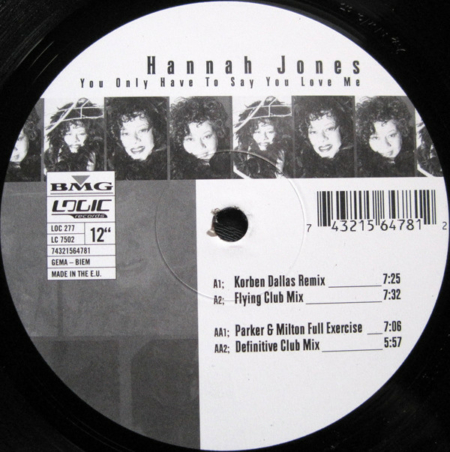 Hannah Jones
You Only Have To Say You Love Me
BMG
LOGIC
records
LOC 277
LC 7502
12"
74321564781
GEMA – BIEM
MADE IN THE E.U.
7 43215 64781 2
A1: Korben Dallas Remix 7:25
A2: Flying Club Mix 7:32
AA1: Parker & Milton Full Exercise 7:06
AA2: Definitive Club Mix 5:57